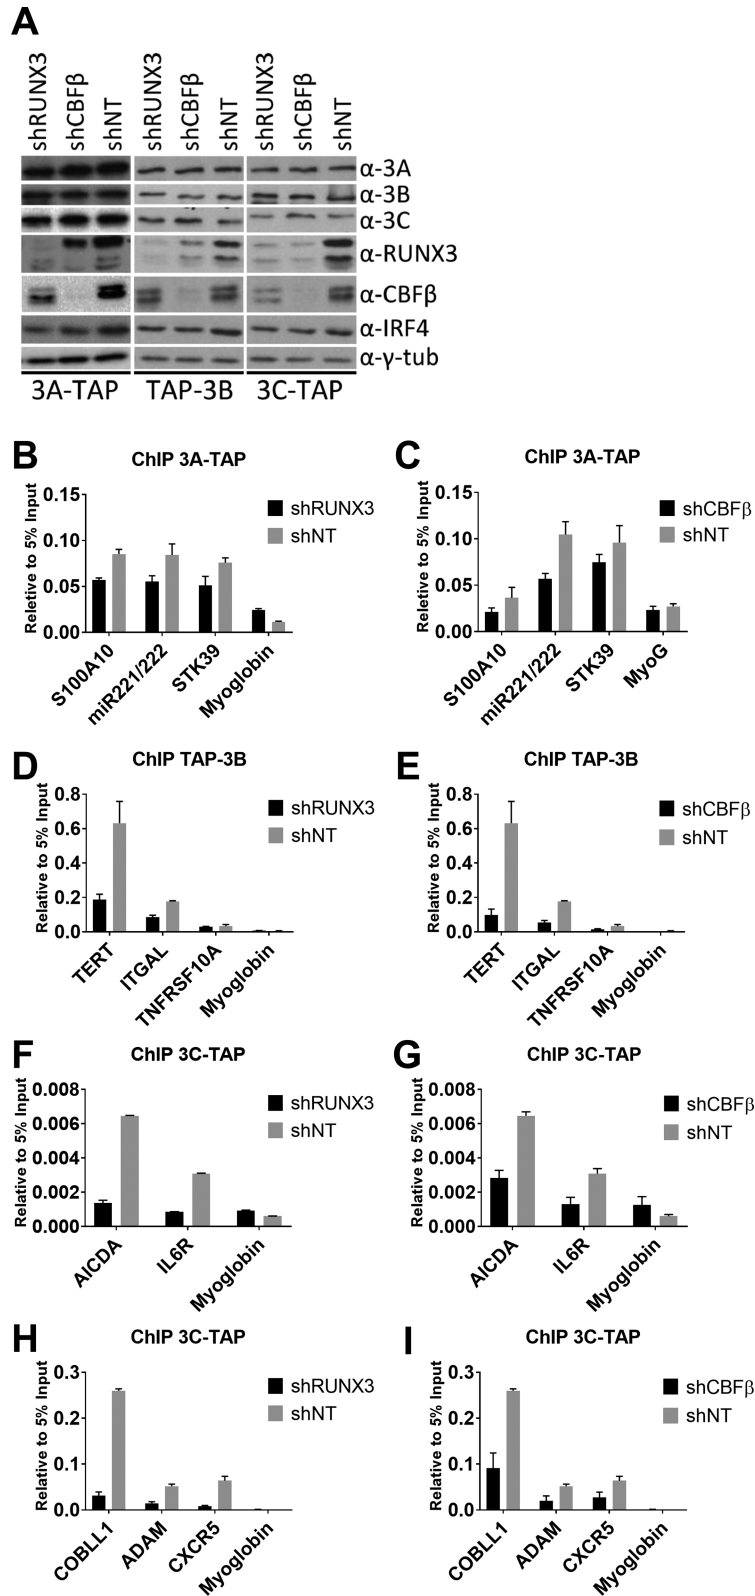 A
shRUNX3 shCBFβ shNT shRUNX3 shCBFβ shNT shRUNX3 shCBFβ shNT
α-3A
α-3B
α-3C
α-RUNX3
α-CBFβ
α-IRF4
α-γ-tub
3A-TAP TAP-3B 3C-TAP
B
ChIP 3A-TAP
Reletive to 5% Input
0.15
0.10
0.05
0.00
shRUNX3
shNT
S100A10 miR221/222 STK39 Myoglobin
C
ChIP 3A-TAP
Reletive to 5% Input
0.15
0.10
0.05
0.00
shCBFβ
shNT
S100A10 miR221/222 STK39 MyoG
D
ChIP TAP-3B
Relative to 5% Input
0.8
0.6
0.4
0.2
0.0
shRUNX3
shNT
TERT ITGAL TNFRSF10A Myoglobin
E
ChIP TAP-3B
Relative to 5% Input
0.8
0.6
0.4
0.2
0.0
shCBFβ
shNT
TERT ITGAL TNFRSF10A Myoglobin
F
ChIP 3C-TAP
Relative to 5% Input
0.008
0.006
0.004
0.002
0.000
shRUNX3
shNT
AICDA IL6R Myoglobin
G
ChIP 3C-TAP
Relative to 5% Input
0.008
0.006
0.004
0.002
0.000
shCBFβ
shNT
AICDA IL6R Myoglobin
H
ChIP 3C-TAP
Relative to 5% Input
0.3
0.2
0.1
0.0
shRUNX3
shNT
COBLL1 ADAM CXCR5 Myoglobin
I
ChIP 3C-TAP
Relative to 5% Input
0.3
0.2
0.1
0.0
shCBFβ
shNT
COBLL1 ADAM CXCR5 Myoglobin